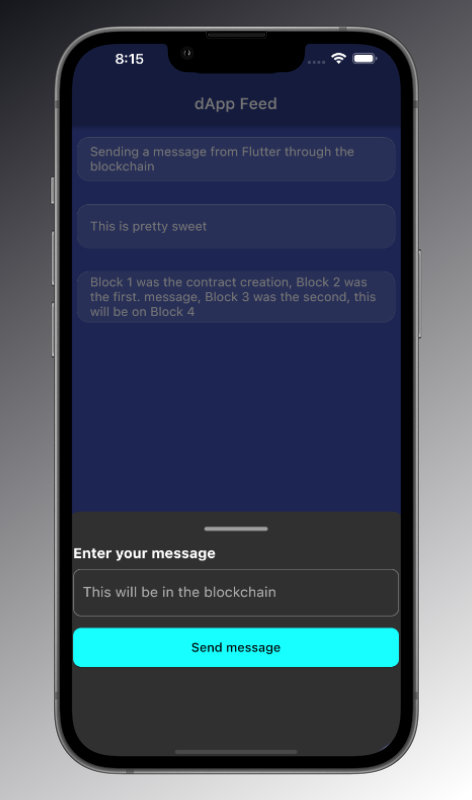 8:15
dApp Feed
Sending a message from Flutter through the
blockchain
This is pretty sweet
Block 1 was the contract creation, Block 2 was
the first. message, Block 3 was the second, this
will be on Block 4
Enter your message
This will be in the blockchain
Send message